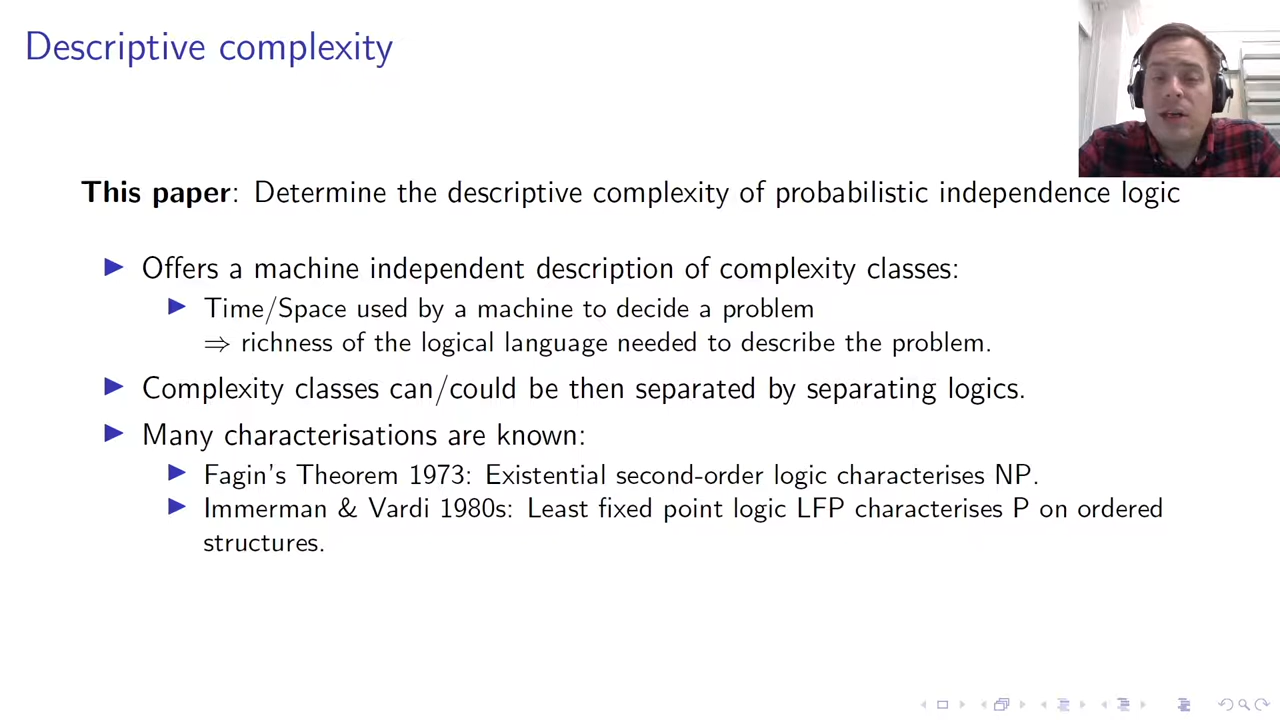 Descriptive complexity
This paper: Determine the descriptive complexity of probabilistic independence logic
Offers a machine independent description of complexity classes:
Time/Space used by a machine to decide a problem
⇒ richness of the logical language needed to describe the problem.
Complexity classes can/could be then separated by separating logics.
Many characterisations are known:
Fagin's Theorem 1973: Existential second-order logic characterises NP.
Immerman & Vardi 1980s: Least fixed point logic LFP characterises P on ordered
structures.